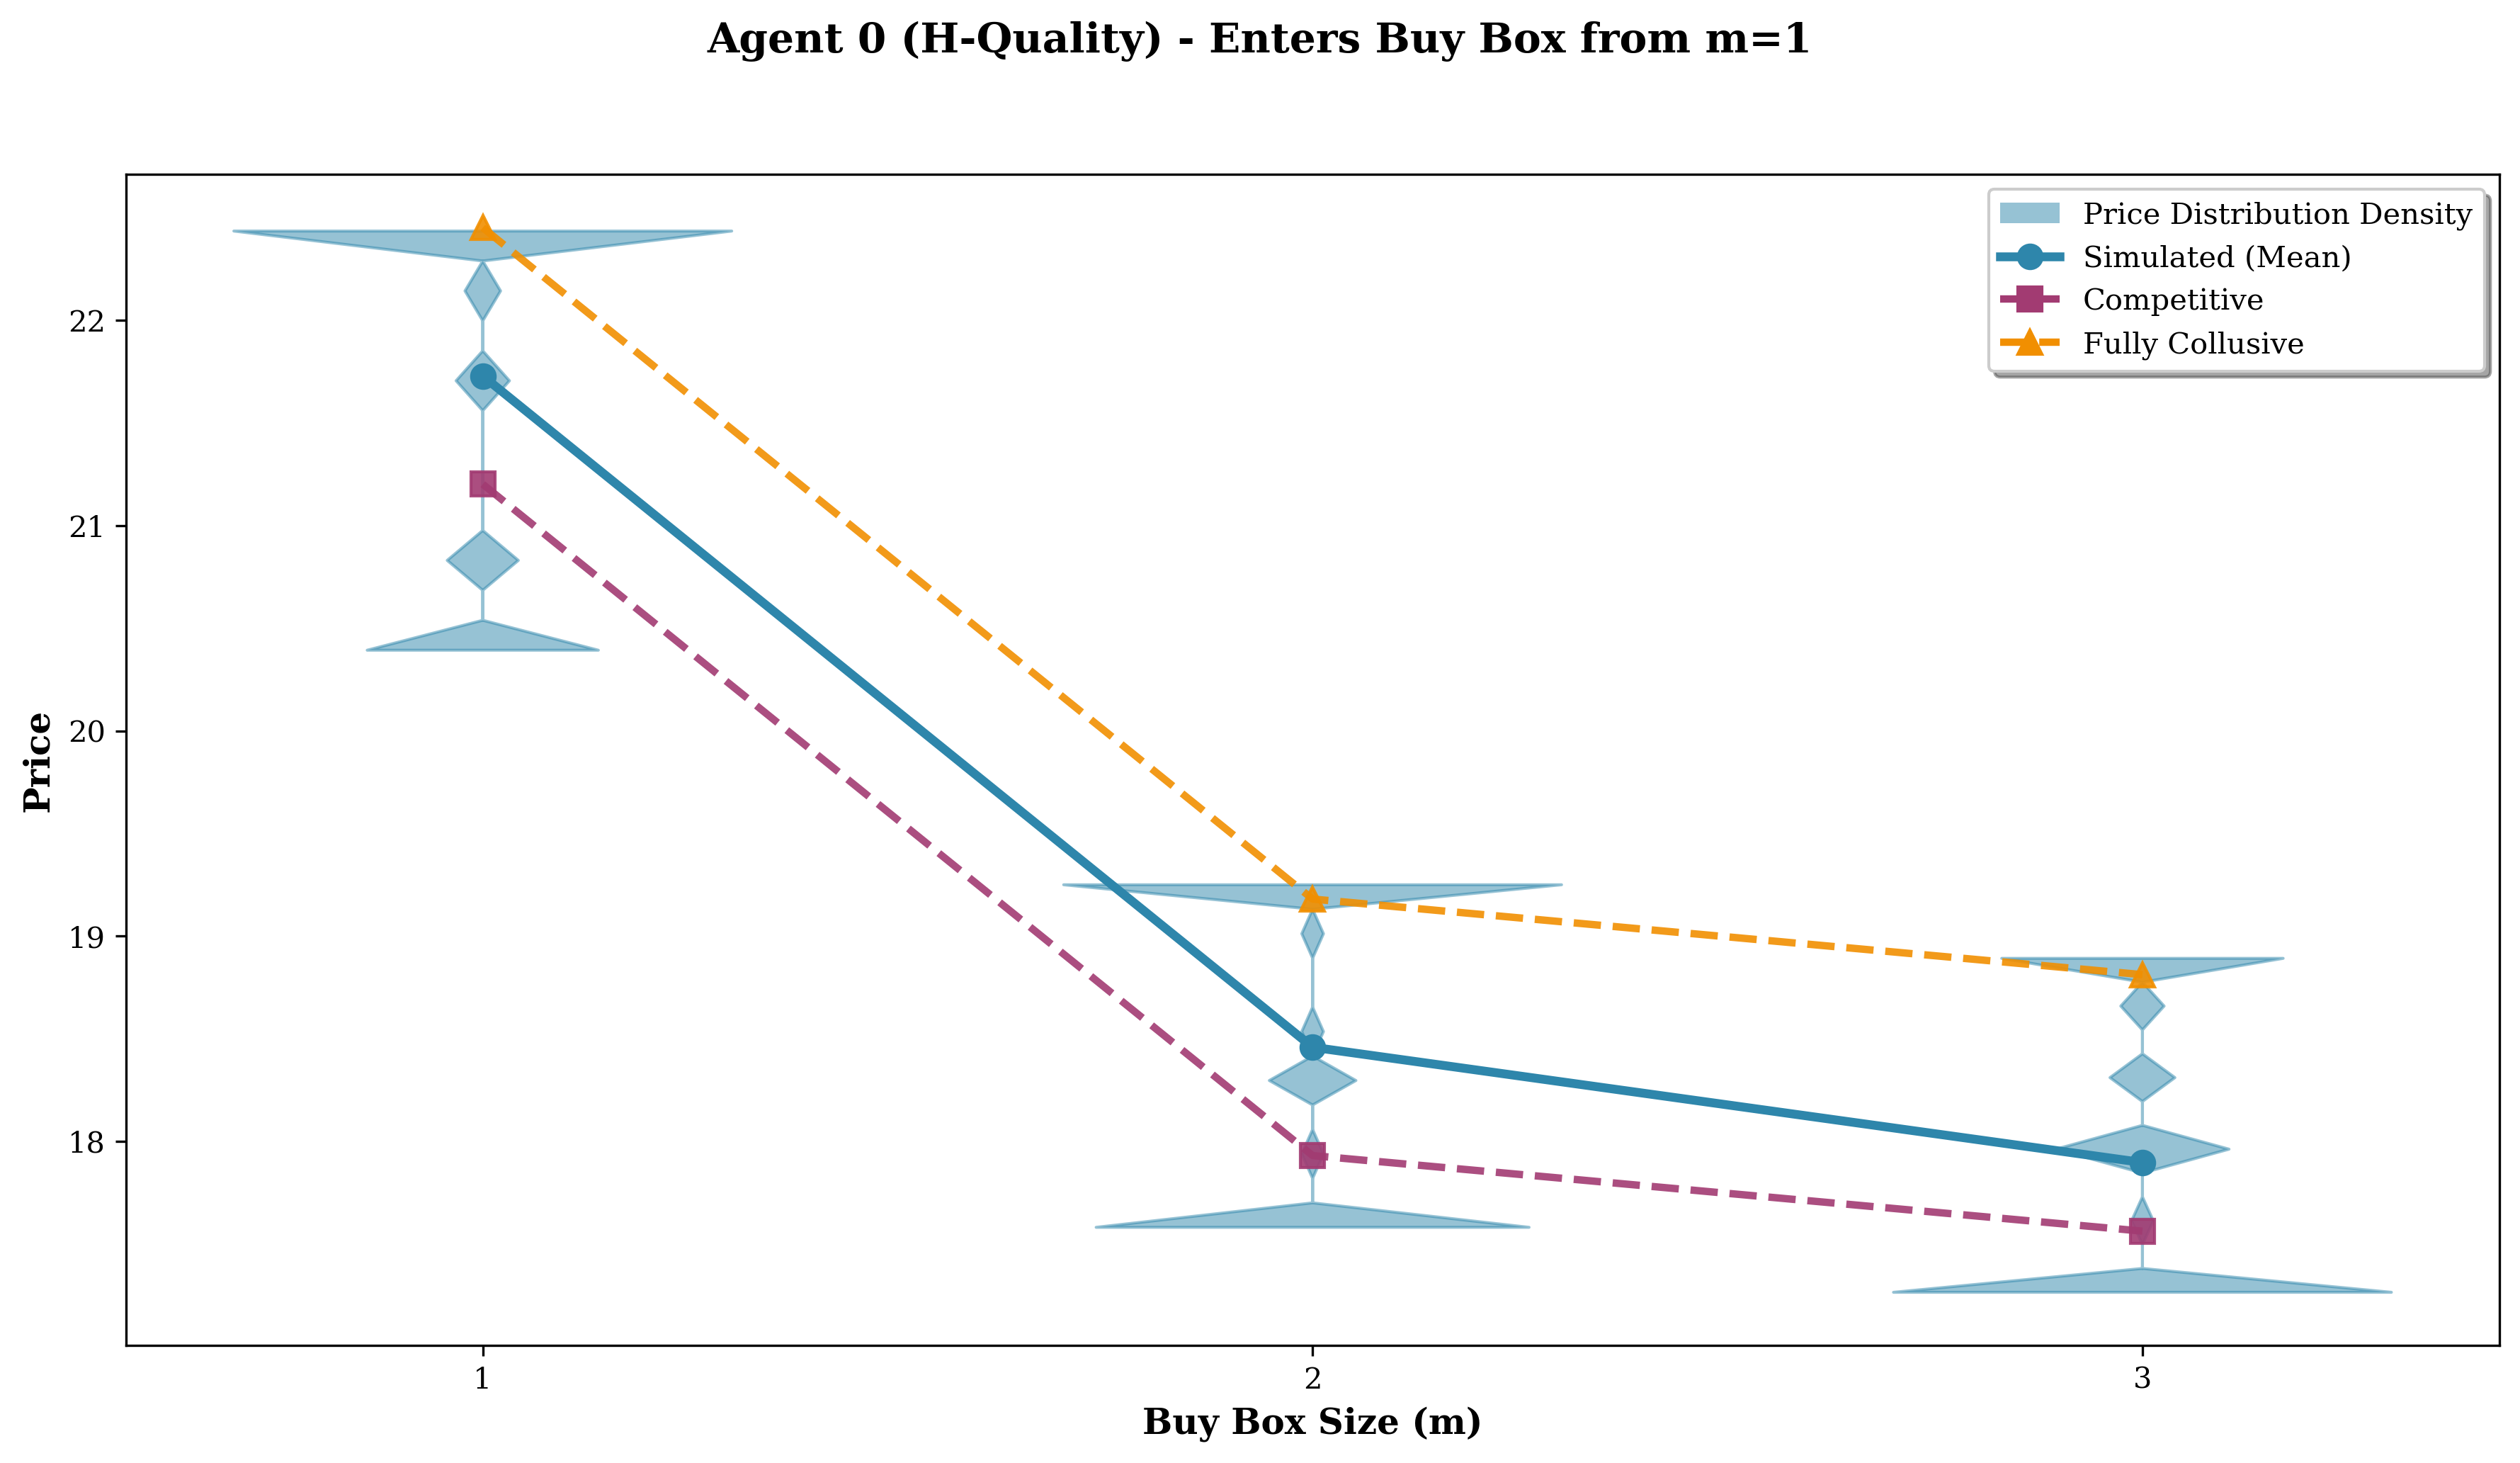 Agent 0 (H-Quality) - Enters Buy Box from m=1
Price Distribution Density
Simulated (Mean)
Competitive
Fully Collusive
22
21
20
19
18
Price
1
2
3
Buy Box Size (m)